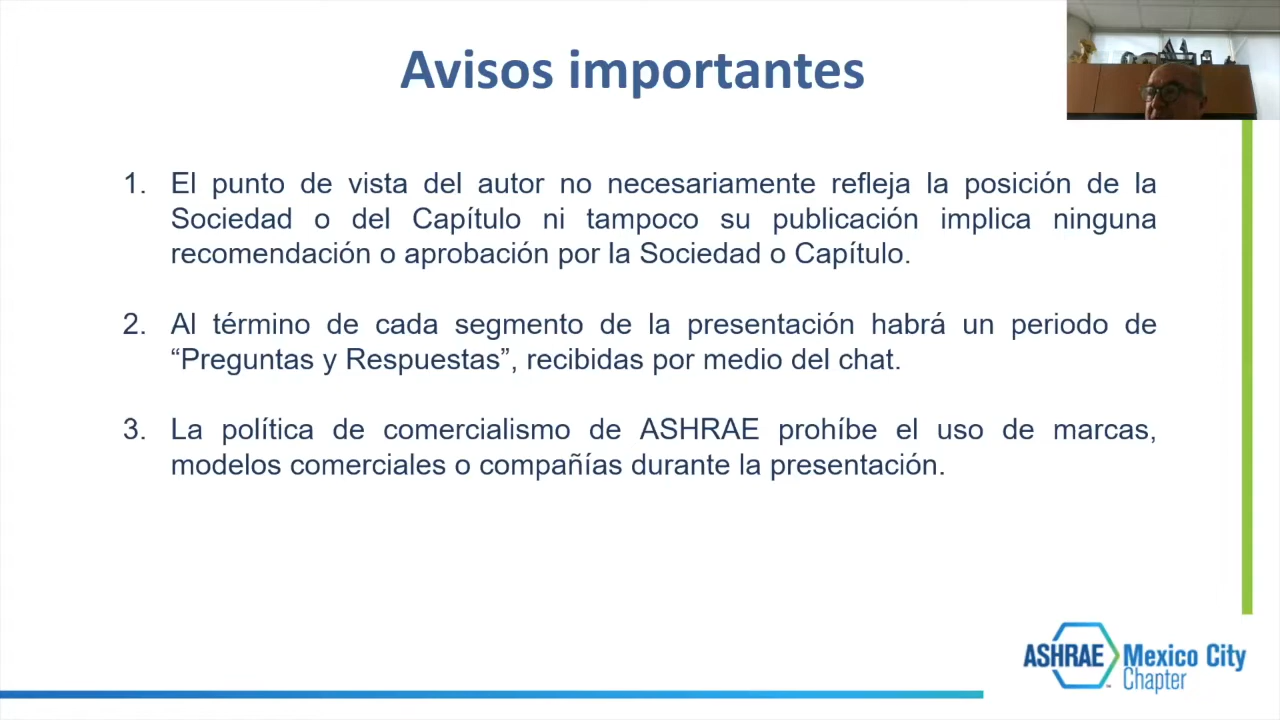 Avisos importantes
1. El punto de vista del autor no necesariamente refleja la posición de la
Sociedad o del Capítulo ni tampoco su publicación implica ninguna
recomendación o aprobación por la Sociedad o Capítulo.
2. Al término de cada segmento de la presentación habrá un periodo de
“Preguntas y Respuestas”, recibidas por medio del chat.
3. La política de comercialismo de ASHRAE prohíbe el uso de marcas,
modelos comerciales o compañías durante la presentación.
ASHRAE Mexico City
Chapter